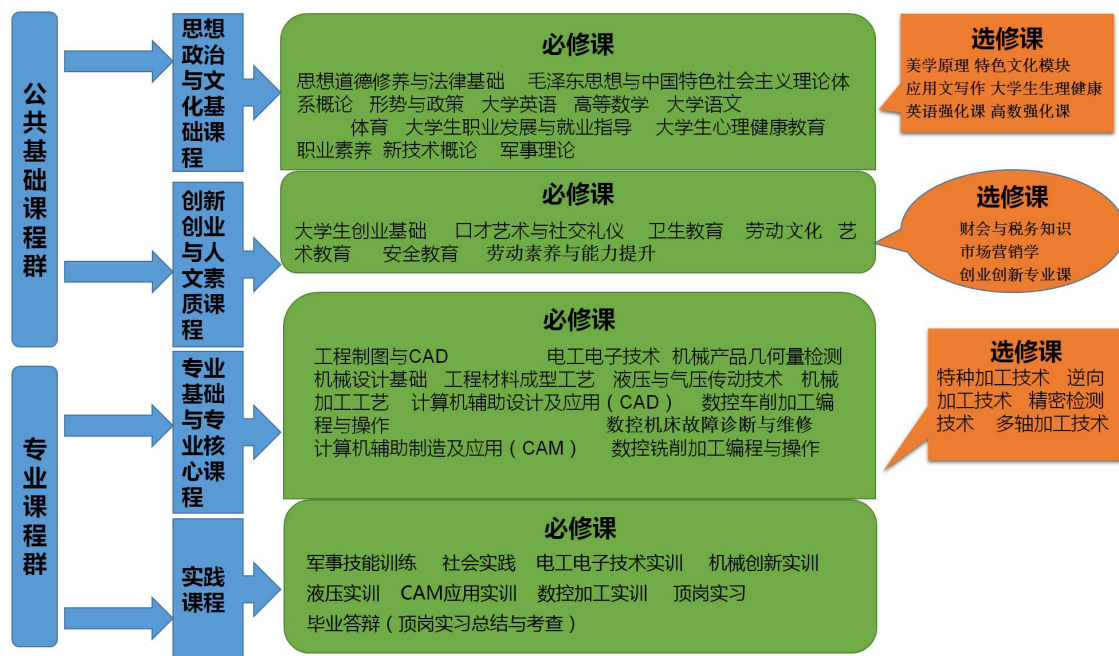 公共基础课程群
思想
政治
与文
化基
础课
程
必修课
思想道德修养与法律基础 毛泽东思想与中国特色社会主义理论体
系概论 形势与政策 大学英语 高等数学 大学语文
体育 大学生职业发展与就业指导 大学生心理健康教育
职业素养 新技术概论 军事理论
选修课
美学原理 特色文化模块
应用文写作 大学生生理健康
英语强化课 高数强化课
创新
创业
与人
文素
质课
程
必修课
大学生创业基础 口才艺术与社交礼仪 卫生教育 劳动文化 艺
术教育 安全教育 劳动素养与能力提升
选修课
财会与税务知识
市场营销学
创业创新专业课
专业课程群
专业
基础
与专
业核
心课
程
必修课
工程制图与CAD 电工电子技术 机械产品几何量检测
机械设计基础 工程材料成型工艺 液压与气压传动技术 机械
加工工艺 计算机辅助设计及应用（CAD） 数控车削加工编
程与操作 数控机床故障诊断与维修
计算机辅助制造及应用（CAM） 数控铣削加工编程与操作
选修课
特种加工技术 逆向
加工技术 精密检测
技术 多轴加工技术
实践
课程
必修课
军事技能训练 社会实践 电工电子技术实训 机械创新实训
液压实训 CAM应用实训 数控加工实训 顶岗实习
毕业答辩（顶岗实习总结与考查）